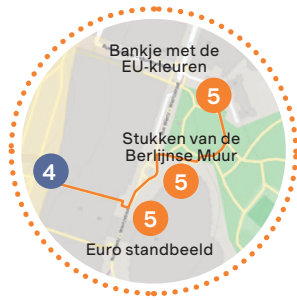 Bankje met de
EU-kleuren
5
Stukken van de
Berlijnse Muur
4
5
5
Euro standbeeld